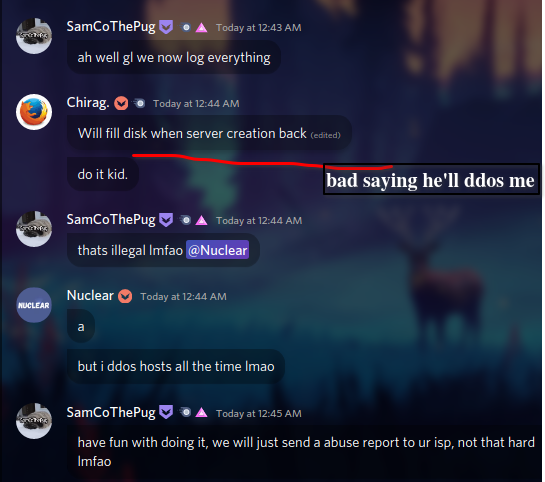 SamCoThePug Today at 12:43 AM
ah well gl we now log everything
Chirag. Today at 12:44 AM
Will fill disk when server creation back (edited)
do it kid.
bad saying he'll ddos me
SamCoThePug Today at 12:44 AM
thats illegal lmfao @Nuclear
NUCLEAR
Nuclear Today at 12:44 AM
a
but i ddos hosts all the time lmao
SamCoThePug Today at 12:45 AM
have fun with doing it, we will just send a abuse report to ur isp, not that hard
lmfao